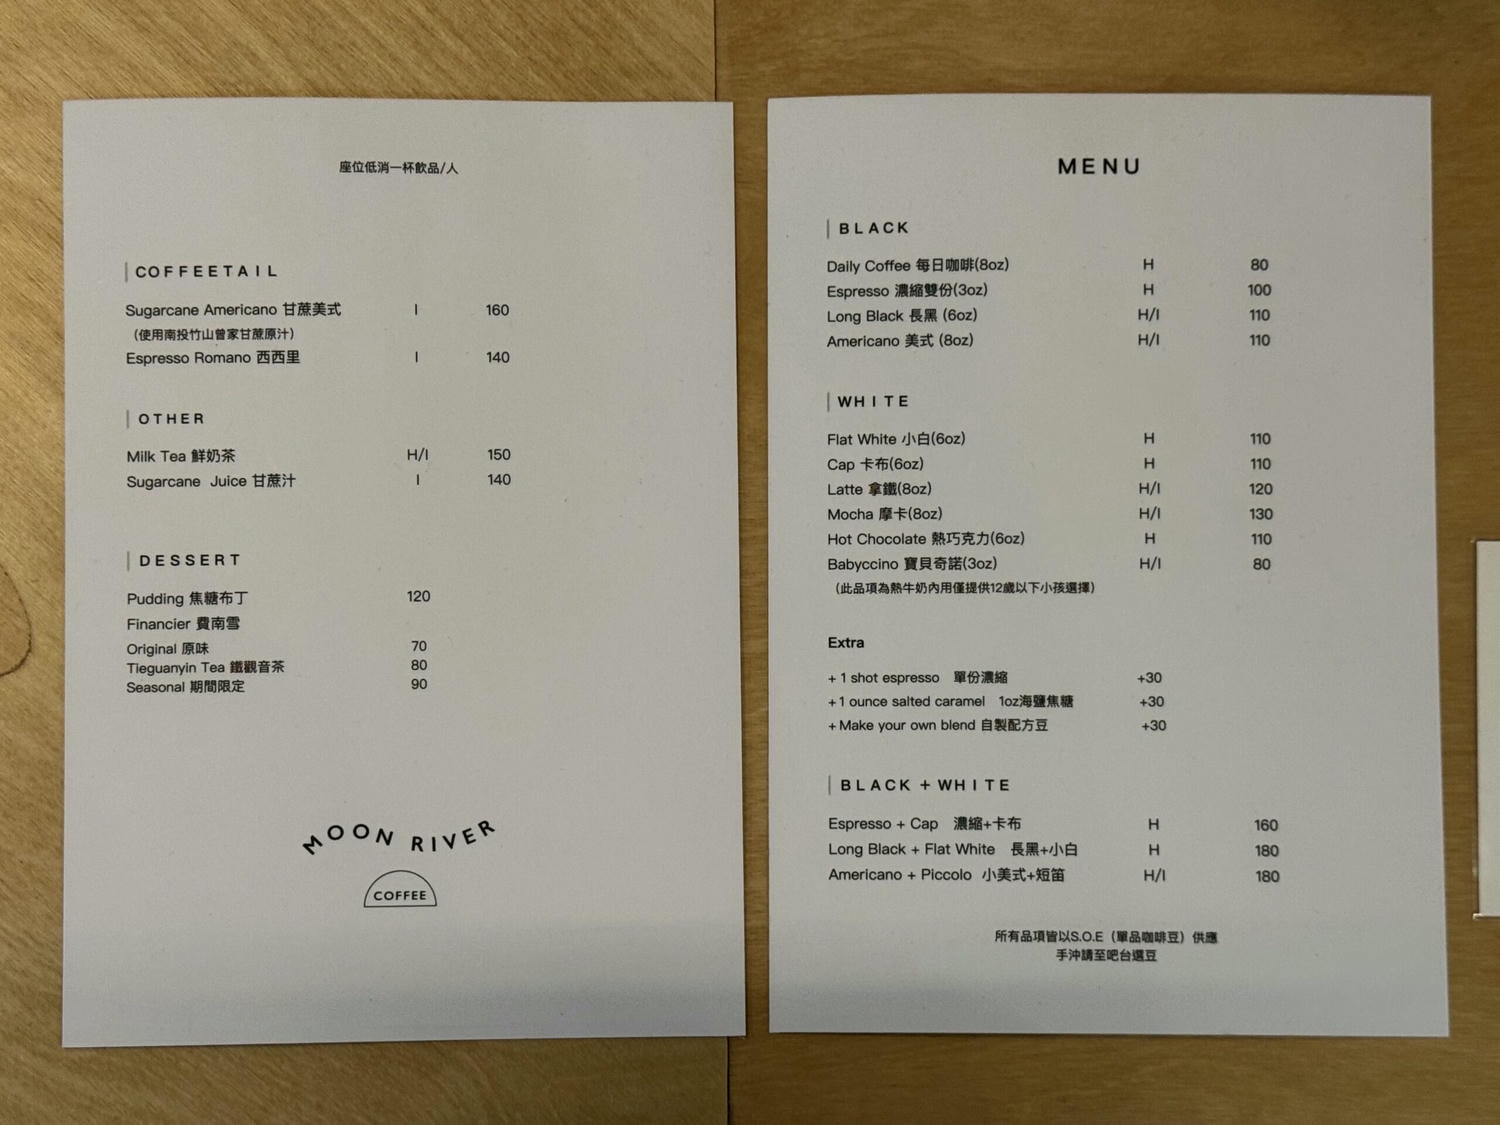 座位低消一杯飲品/人
COFFEETAIL
Sugarcane Americano 甘蔗美式 I 160
（使用南投竹山曾家甘蔗原汁）
Espresso Romano 西西里 I 140
OTHER
Milk Tea 鮮奶茶 H/I 150
Sugarcane Juice 甘蔗汁 I 140
DESSERT
Pudding 焦糖布丁 120
Financier 費南雪
Original 原味 70
Tieguanyin Tea 鐵觀音茶 80
Seasonal 期間限定 90
MOON RIVER
COFFEE
MENU
BLACK
Daily Coffee 每日咖啡(8oz) H 80
Espresso 濃縮雙份(3oz) H 100
Long Black 長黑 (6oz) H/I 110
Americano 美式 (8oz) H/I 110
WHITE
Flat White 小白(6oz) H 110
Cap 卡布(6oz) H 110
Latte 拿鐵(8oz) H/I 120
Mocha 摩卡(8oz) H/I 130
Hot Chocolate 熱巧克力(6oz) H 110
Babyccino 寶貝奇諾(3oz) H/I 80
（此品項為熱牛奶內用僅提供12歲以下小孩選擇）
Extra
+ 1 shot espresso 單份濃縮 +30
+ 1 ounce salted caramel 1oz海鹽焦糖 +30
+ Make your own blend 自製配方豆 +30
BLACK + WHITE
Espresso + Cap 濃縮+卡布 H 160
Long Black + Flat White 長黑+小白 H 180
Americano + Piccolo 小美式+短笛 H/I 180
所有品項皆以S.O.E（單品咖啡豆）供應
手沖請至吧台選豆